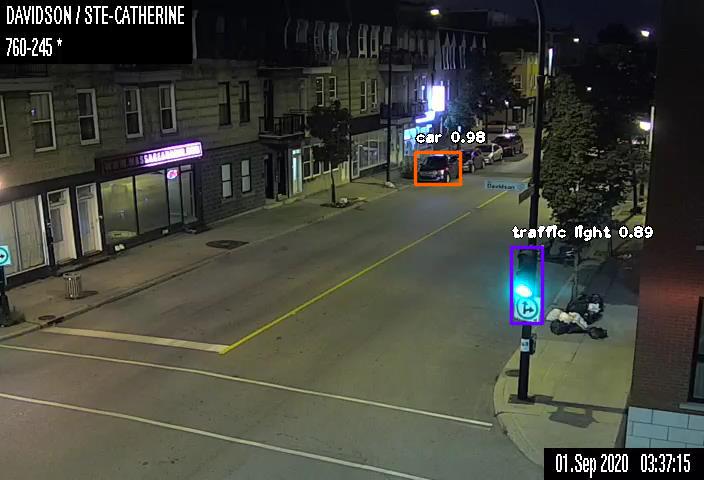 DAVIDSON / STE-CATHERINE
760-245 *
car 0.98
Davidson
traffic light 0.89
01.Sep 2020 03:37:15